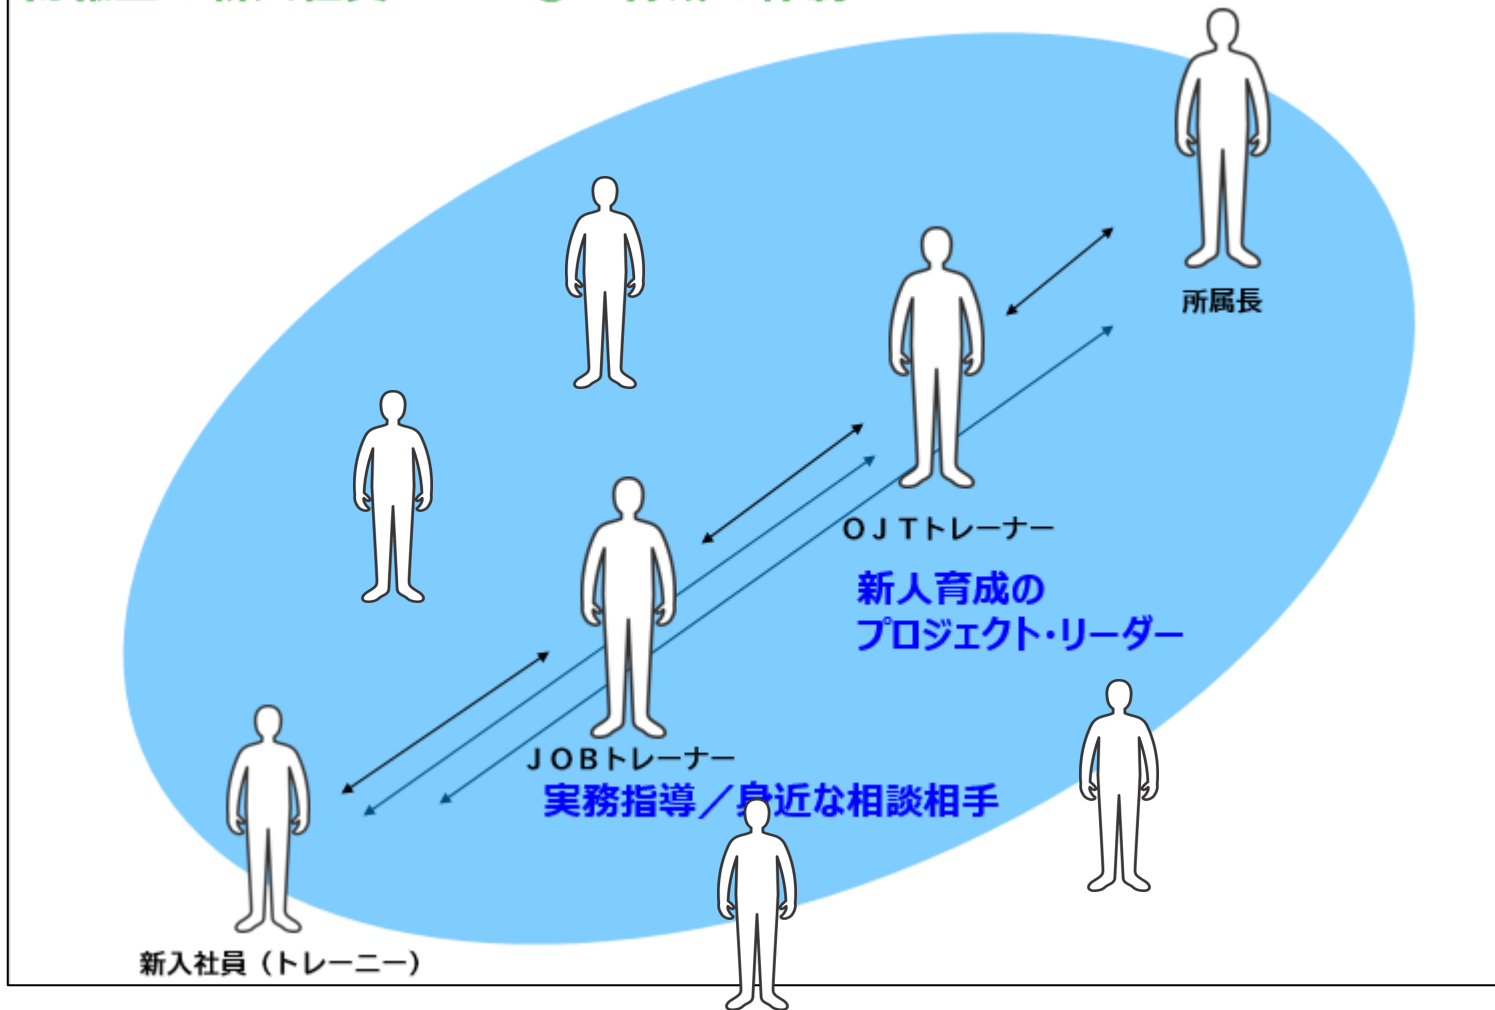 所属長
ＯＪＴトレーナー
新人育成の
プロジェクト・リーダー
ＪＯＢトレーナー
実務指導／身近な相談相手
新入社員（トレーニー）